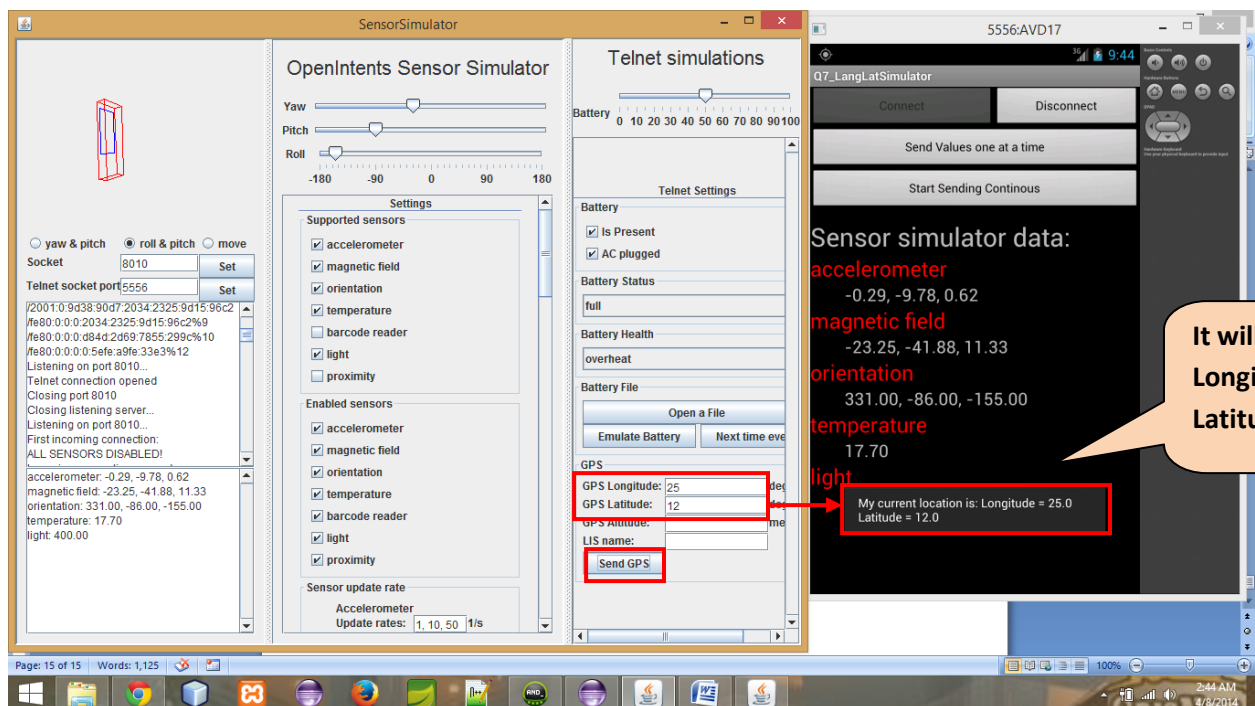 SensorSimulator
OpenIntents Sensor Simulator
Yaw
Pitch
Roll
-180 -90 0 90 180
yaw & pitch roll & pitch move
Socket 8010 Set
Telnet socket port 5556 Set
/2001:0:9d38:90d7:2034:2325:9d15:96c2
/fe80:0:0:0:2034:2325:9d15:96c2%9
/fe80:0:0:0:d84d:2d69:7855:299c%10
/fe80:0:0:0:0:5efe:a9fe:33e3%12
Listening on port 8010...
Telnet connection opened
Closing port 8010
Closing listening server...
Listening on port 8010...
First incoming connection:
ALL SENSORS DISABLED!
accelerometer: -0.29, -9.78, 0.62
magnetic field: -23.25, -41.88, 11.33
orientation: 331.00, -86.00, -155.00
temperature: 17.70
light: 400.00
Settings
Supported sensors
accelerometer
magnetic field
orientation
temperature
barcode reader
light
proximity
Enabled sensors
accelerometer
magnetic field
orientation
temperature
barcode reader
light
proximity
Sensor update rate
Accelerometer
Update rates: 1, 10, 50 1/s
Telnet simulations
Battery 0 10 20 30 40 50 60 70 80 90 100
Telnet Settings
Battery
Is Present
AC plugged
Battery Status
full
Battery Health
overheat
Battery File
Open a File
Emulate Battery Next time eve
GPS
GPS Longitude: 25 deg
GPS Latitude: 12
GPS Altitude: me
LIS name:
Send GPS
5556:AVD17
3G 9:44
Q7_LangLatSimulator
Connect Disconnect
Send Values one at a time
Start Sending Continous
Sensor simulator data:
accelerometer
-0.29, -9.78, 0.62
magnetic field
-23.25, -41.88, 11.33
orientation
331.00, -86.00, -155.00
temperature
17.70
light
My current location is: Longitude = 25.0
Latitude = 12.0
MENU
It wil
Longi
Latitu
Page: 15 of 15 Words: 1,125 100%
2:44 AM
4/8/2014